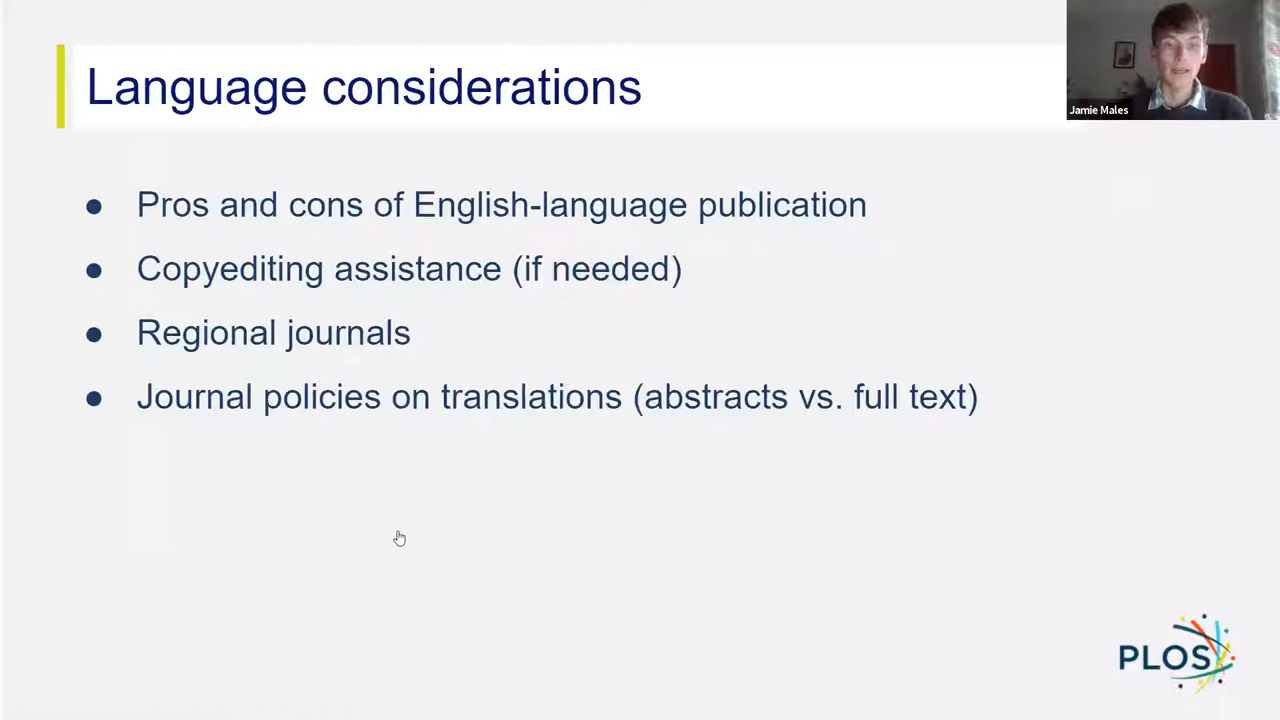 Language considerations
Jamie Males
● Pros and cons of English-language publication
● Copyediting assistance (if needed)
● Regional journals
● Journal policies on translations (abstracts vs. full text)
PLOS